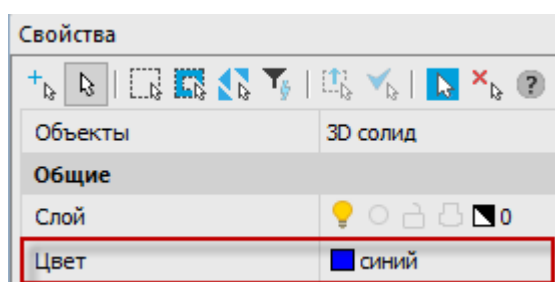 Свойства
?
Объекты 3D солид
Общие
Слой 0
Цвет синий